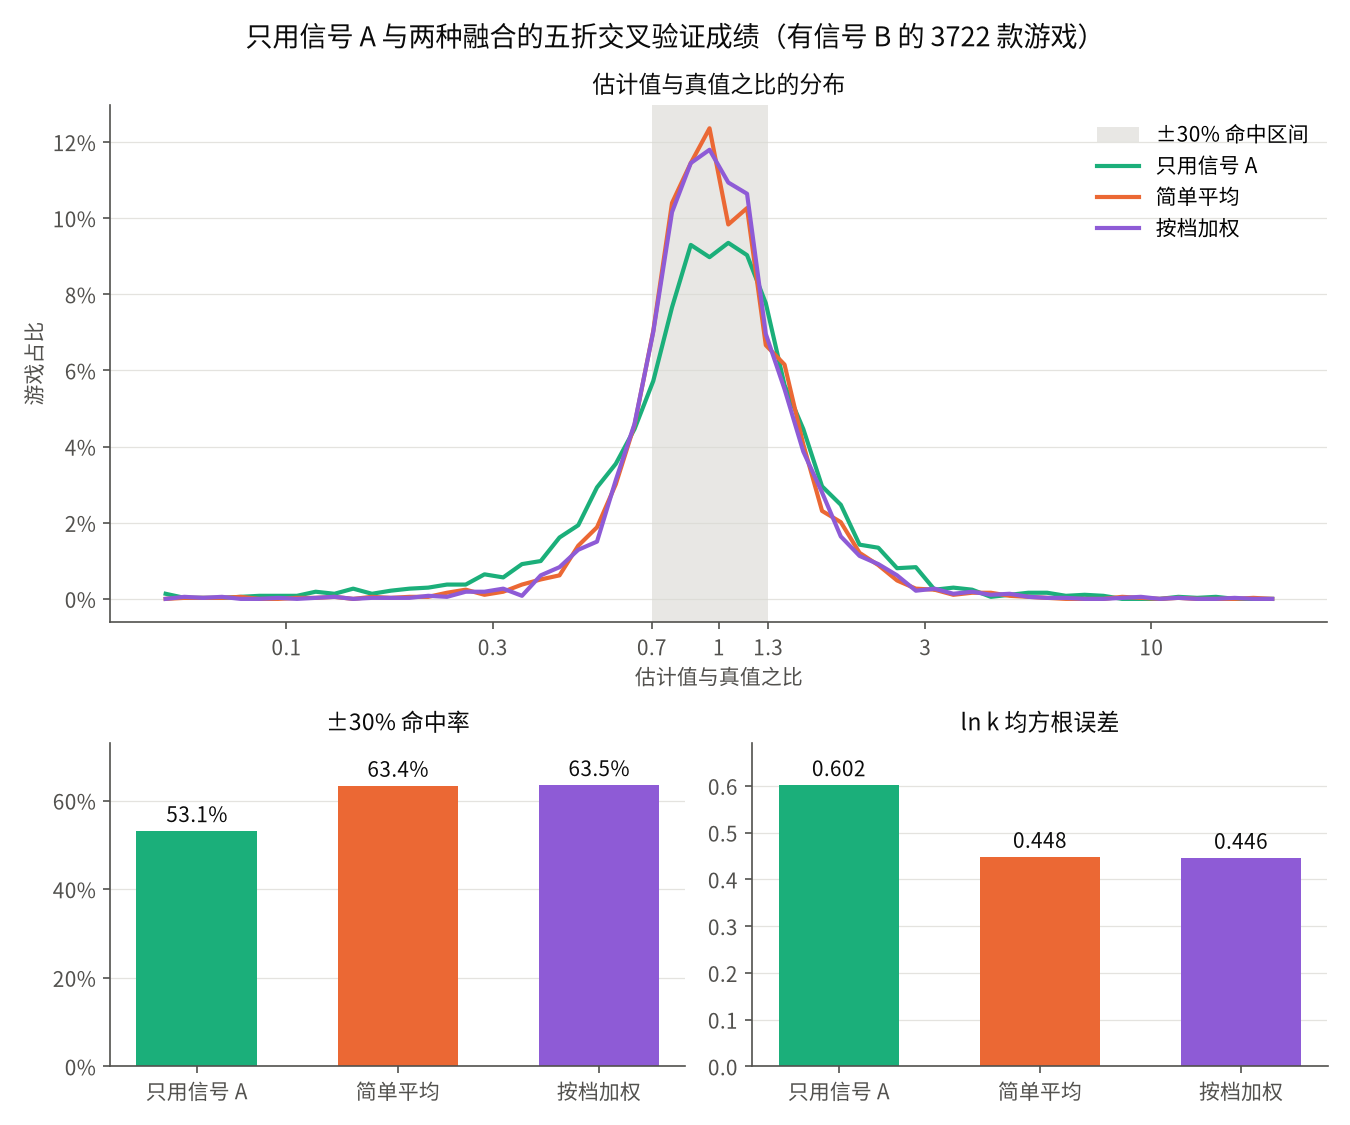 只用信号 A 与两种融合的五折交叉验证成绩（有信号 B 的 3722 款游戏）
估计值与真值之比的分布
±30% 命中区间
只用信号 A
简单平均
按档加权
游戏占比
12%
10%
8%
6%
4%
2%
0%
0.1
0.3
0.7
1
1.3
3
10
估计值与真值之比
±30% 命中率
60%
40%
20%
0%
53.1%
63.4%
63.5%
只用信号 A
简单平均
按档加权
ln k 均方根误差
0.6
0.5
0.4
0.3
0.2
0.1
0.0
0.602
0.448
0.446
只用信号 A
简单平均
按档加权